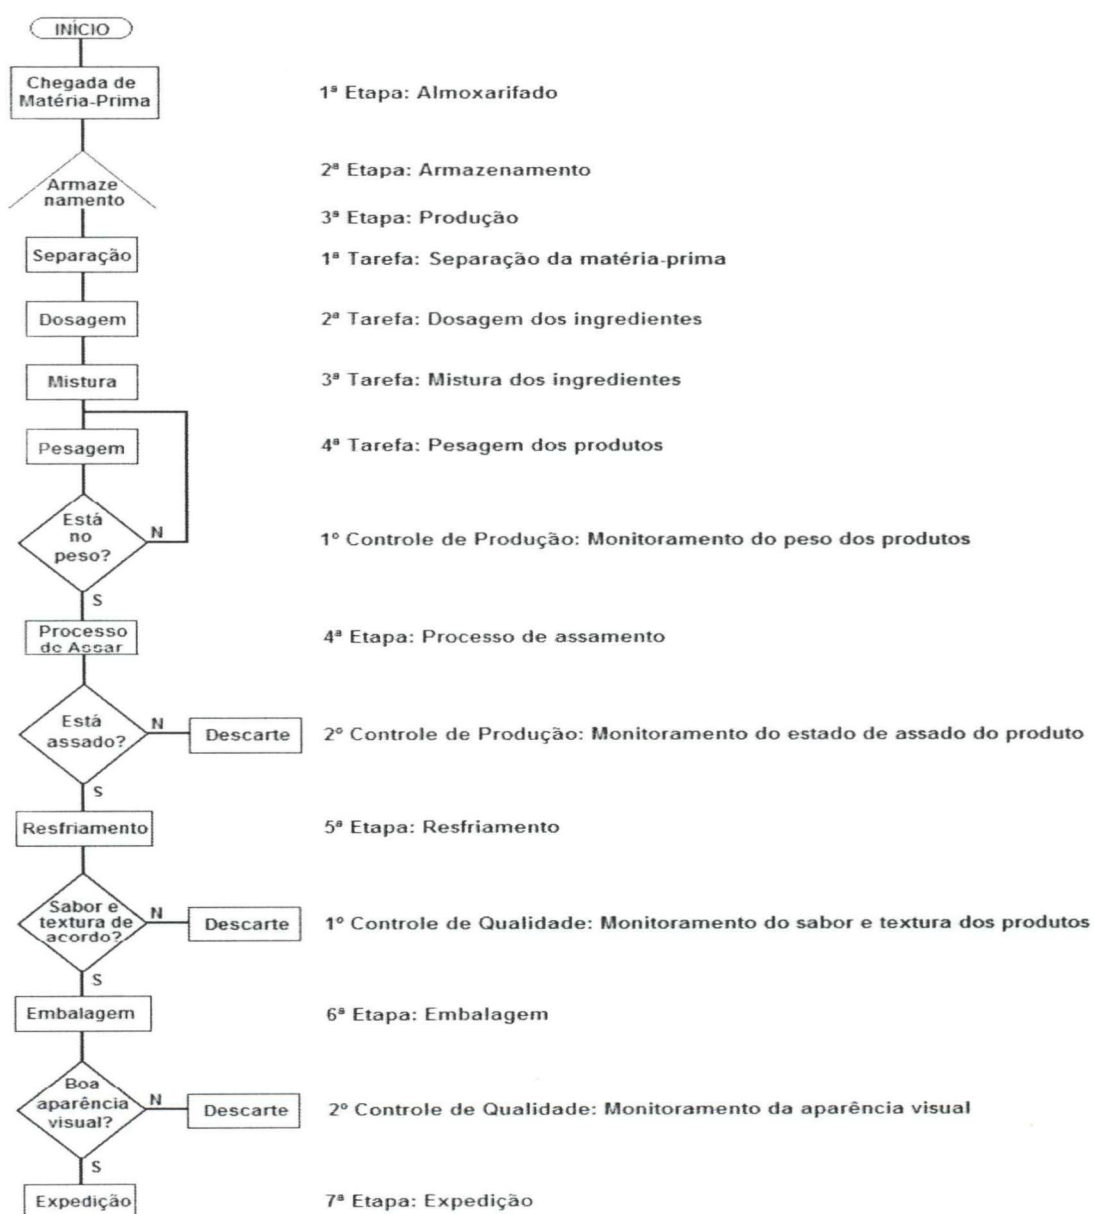 INÍCIO
Chegada de
Matéria-Prima
1ª Etapa: Almoxarifado
2ª Etapa: Armazenamento
Armaze
namento
3ª Etapa: Produção
Separação
1ª Tarefa: Separação da matéria-prima
Dosagem
2ª Tarefa: Dosagem dos ingredientes
Mistura
3ª Tarefa: Mistura dos ingredientes
Pesagem
4ª Tarefa: Pesagem dos produtos
Está
no
peso?
N
1º Controle de Produção: Monitoramento do peso dos produtos
S
Processo
de Assar
4ª Etapa: Processo de assamento
Está
assado?
N
Descarte
2º Controle de Produção: Monitoramento do estado de assado do produto
S
Resfriamento
5ª Etapa: Resfriamento
Sabor e
textura de
acordo?
N
Descarte
1º Controle de Qualidade: Monitoramento do sabor e textura dos produtos
S
Embalagem
6ª Etapa: Embalagem
Boa
aparência
visual?
N
Descarte
2º Controle de Qualidade: Monitoramento da aparência visual
S
Expedição
7ª Etapa: Expedição